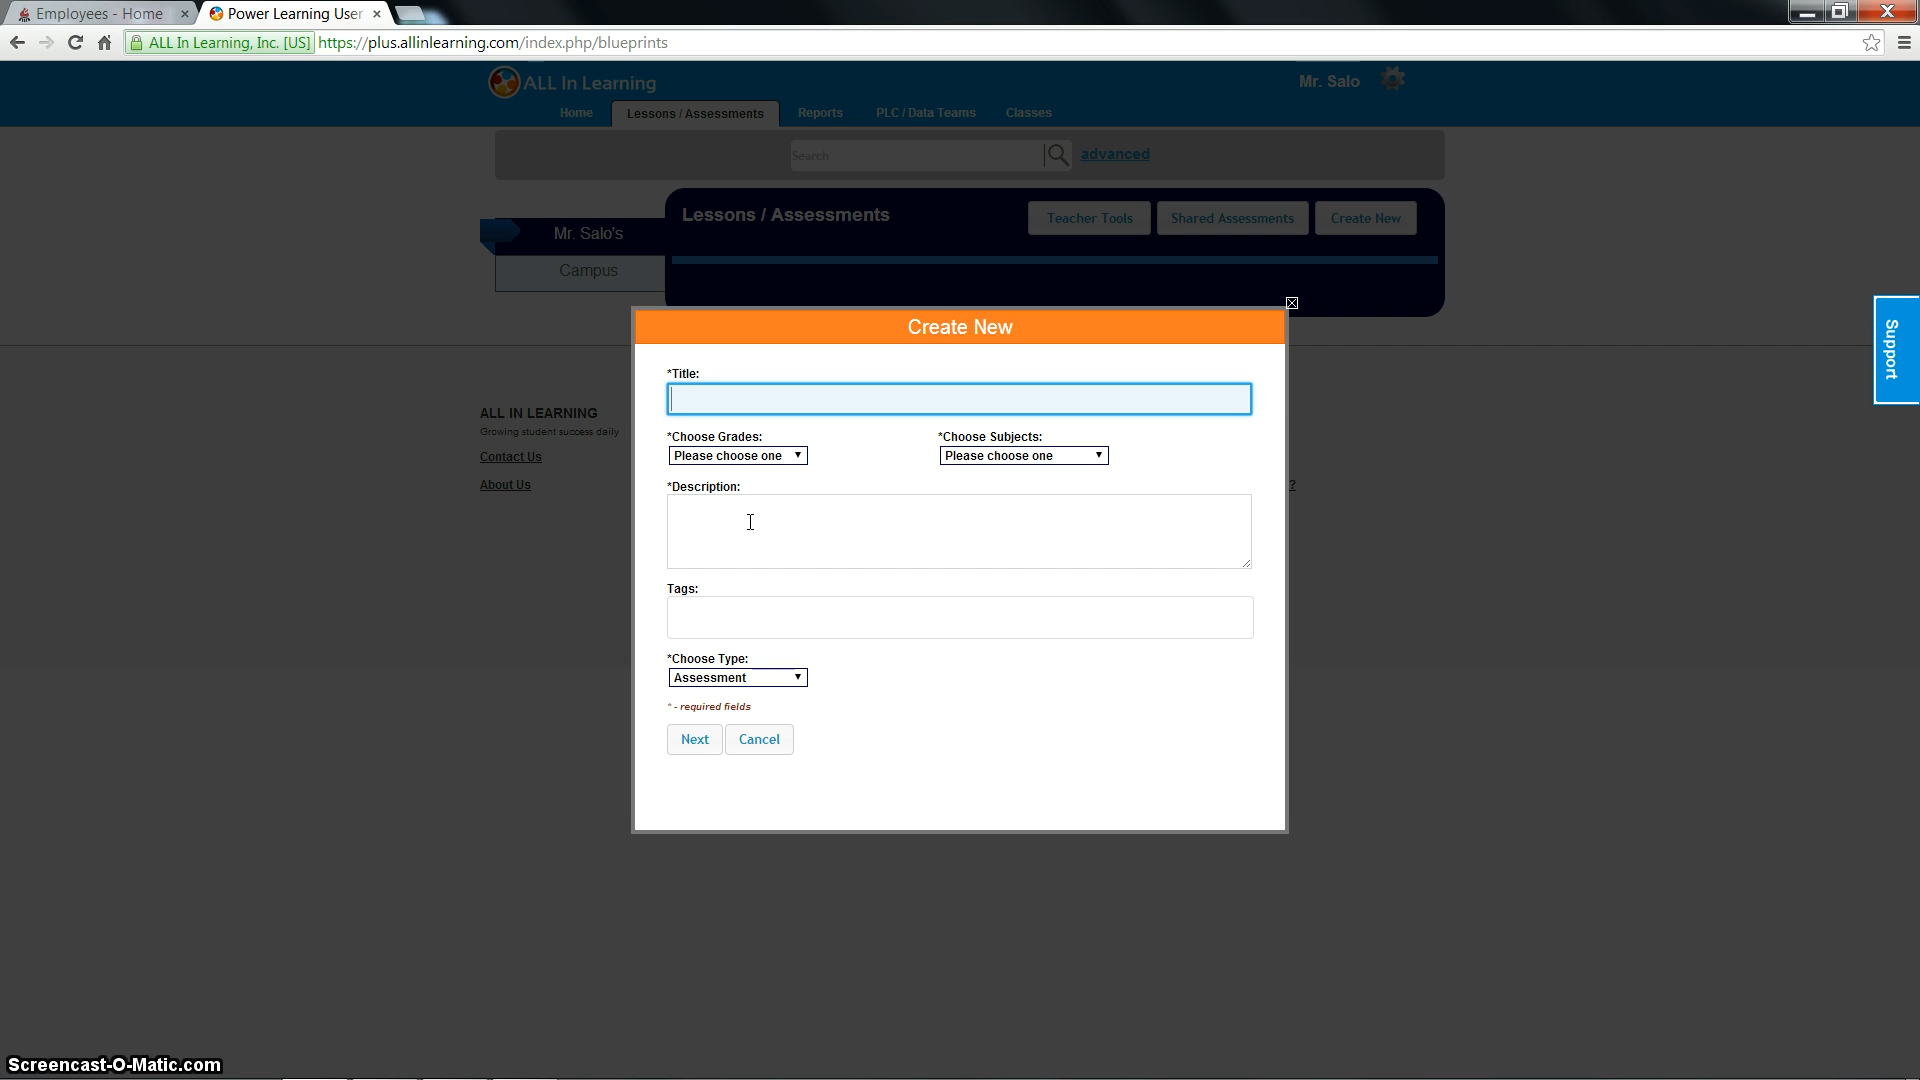 Employees - Home
Power Learning User
ALL In Learning, Inc. [US]
https://plus.allinlearning.com/index.php/blueprints
ALL In Learning
Mr. Salo
Home
Lessons / Assessments
Reports
PLC / Data Teams
Classes
Search
advanced
Lessons / Assessments
Teacher Tools
Shared Assessments
Create New
Mr. Salo's
Campus
Create New
*Title:
*Choose Grades:
*Choose Subjects:
Please choose one
Please choose one
*Description:
Tags:
*Choose Type:
Assessment
* - required fields
Next
Cancel
Support
ALL IN LEARNING
Growing student success daily
Contact Us
About Us
?
Screencast-O-Matic.com